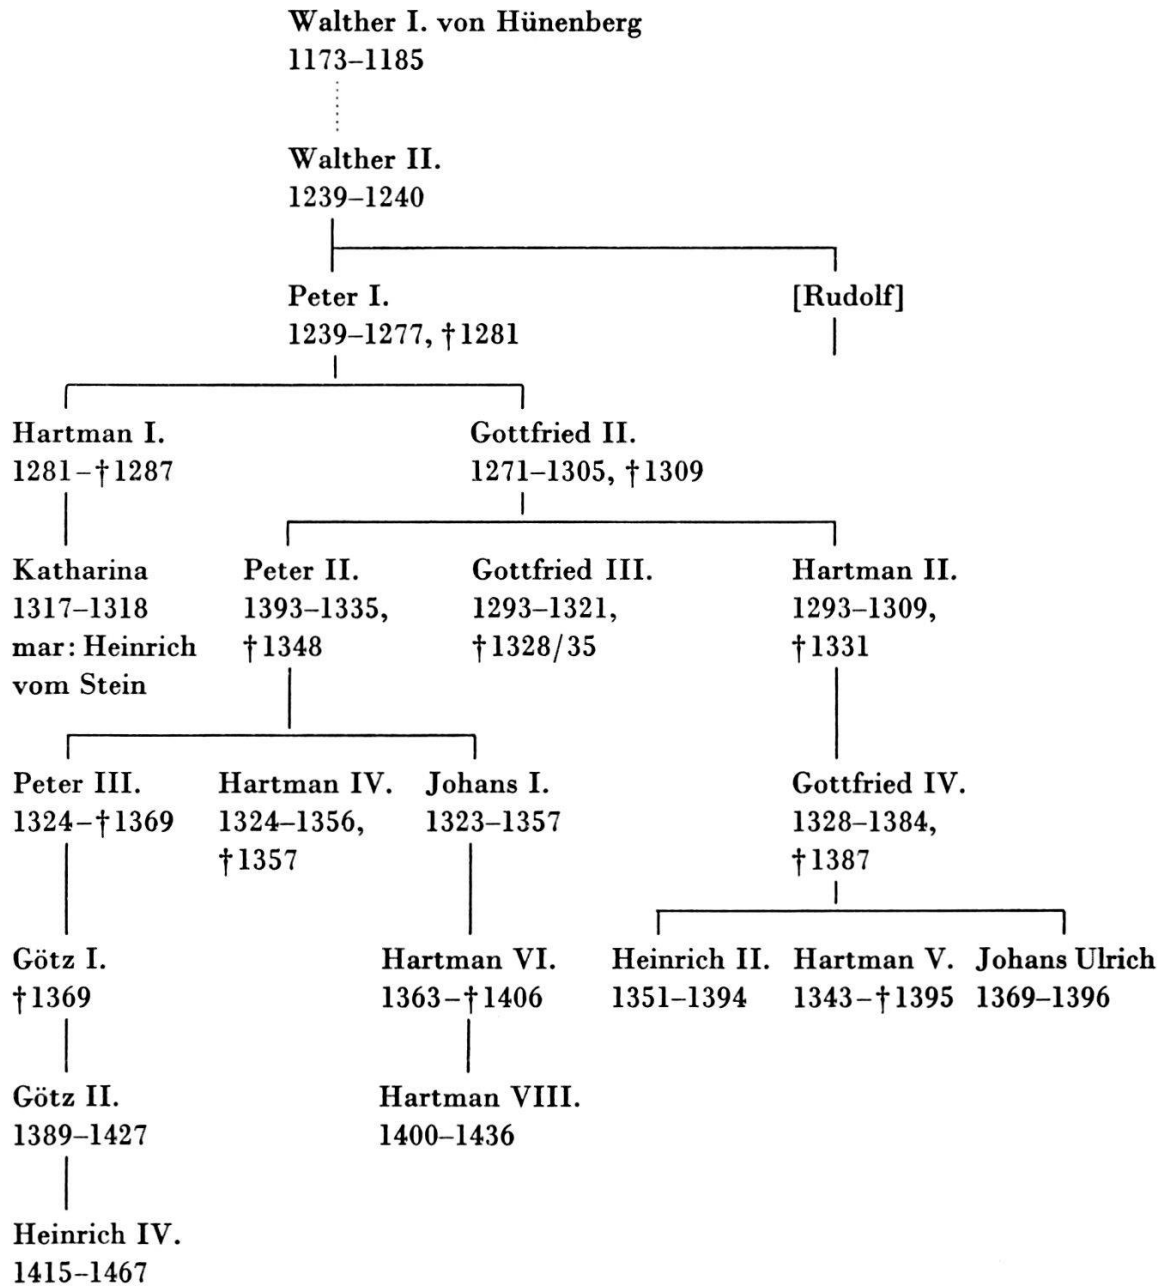 Walther I. von Hünenberg
1173–1185
Walther II.
1239–1240
Peter I.
1239–1277, †1281
[Rudolf]
Hartman I.
1281–†1287
Gottfried II.
1271–1305, †1309
Katharina
1317–1318
mar: Heinrich
vom Stein
Peter II.
1393–1335,
†1348
Gottfried III.
1293–1321,
†1328/35
Hartman II.
1293–1309,
†1331
Peter III.
1324–†1369
Hartman IV.
1324–1356,
†1357
Johans I.
1323–1357
Gottfried IV.
1328–1384,
†1387
Götz I.
†1369
Hartman VI.
1363–†1406
Heinrich II.
1351–1394
Hartman V.
1343–†1395
Johans Ulrich
1369–1396
Götz II.
1389–1427
Hartman VIII.
1400–1436
Heinrich IV.
1415–1467